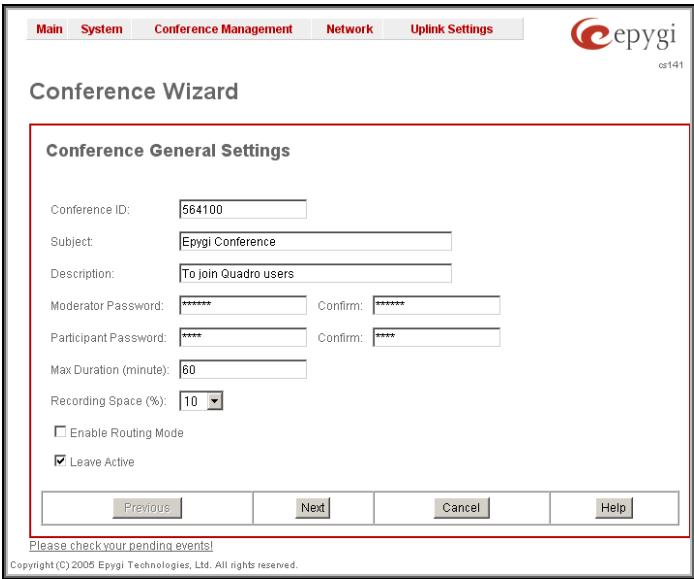 Main System Conference Management Network Uplink Settings
epygi
cs141
Conference Wizard
Conference General Settings
Conference ID: 564100
Subject: Epygi Conference
Description: To join Quadro users
Moderator Password: ****** Confirm: ******
Participant Password: **** Confirm: ****
Max Duration (minute): 60
Recording Space (%): 10
Enable Routing Mode
Leave Active
Previous Next Cancel Help
Please check your pending events!
Copyright (C) 2005 Epygi Technologies, Ltd. All rights reserved.